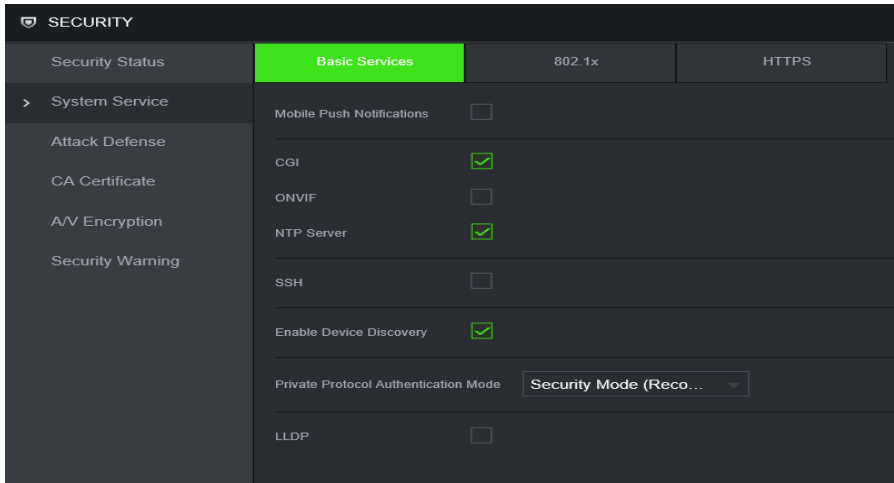 SECURITY
Security Status
System Service
Attack Defense
CA Certificate
A/V Encryption
Security Warning
Basic Services 802.1x HTTPS
Mobile Push Notifications
CGI
ONVIF
NTP Server
SSH
Enable Device Discovery
Private Protocol Authentication Mode Security Mode (Reco...
LLDP